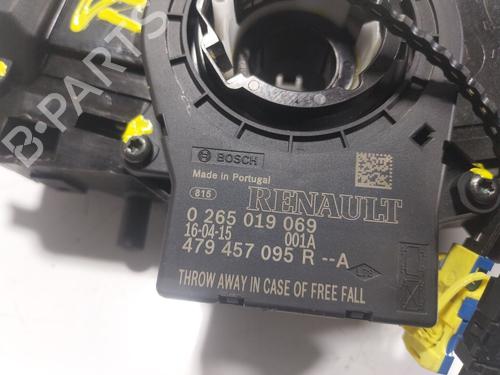 B-PARTS
BOSCH
Made in Portugal
815
RENAULT
0 265 019 069
16-04-15 001A
479 457 095 R --A
THROW AWAY IN CASE OF FREE FALL